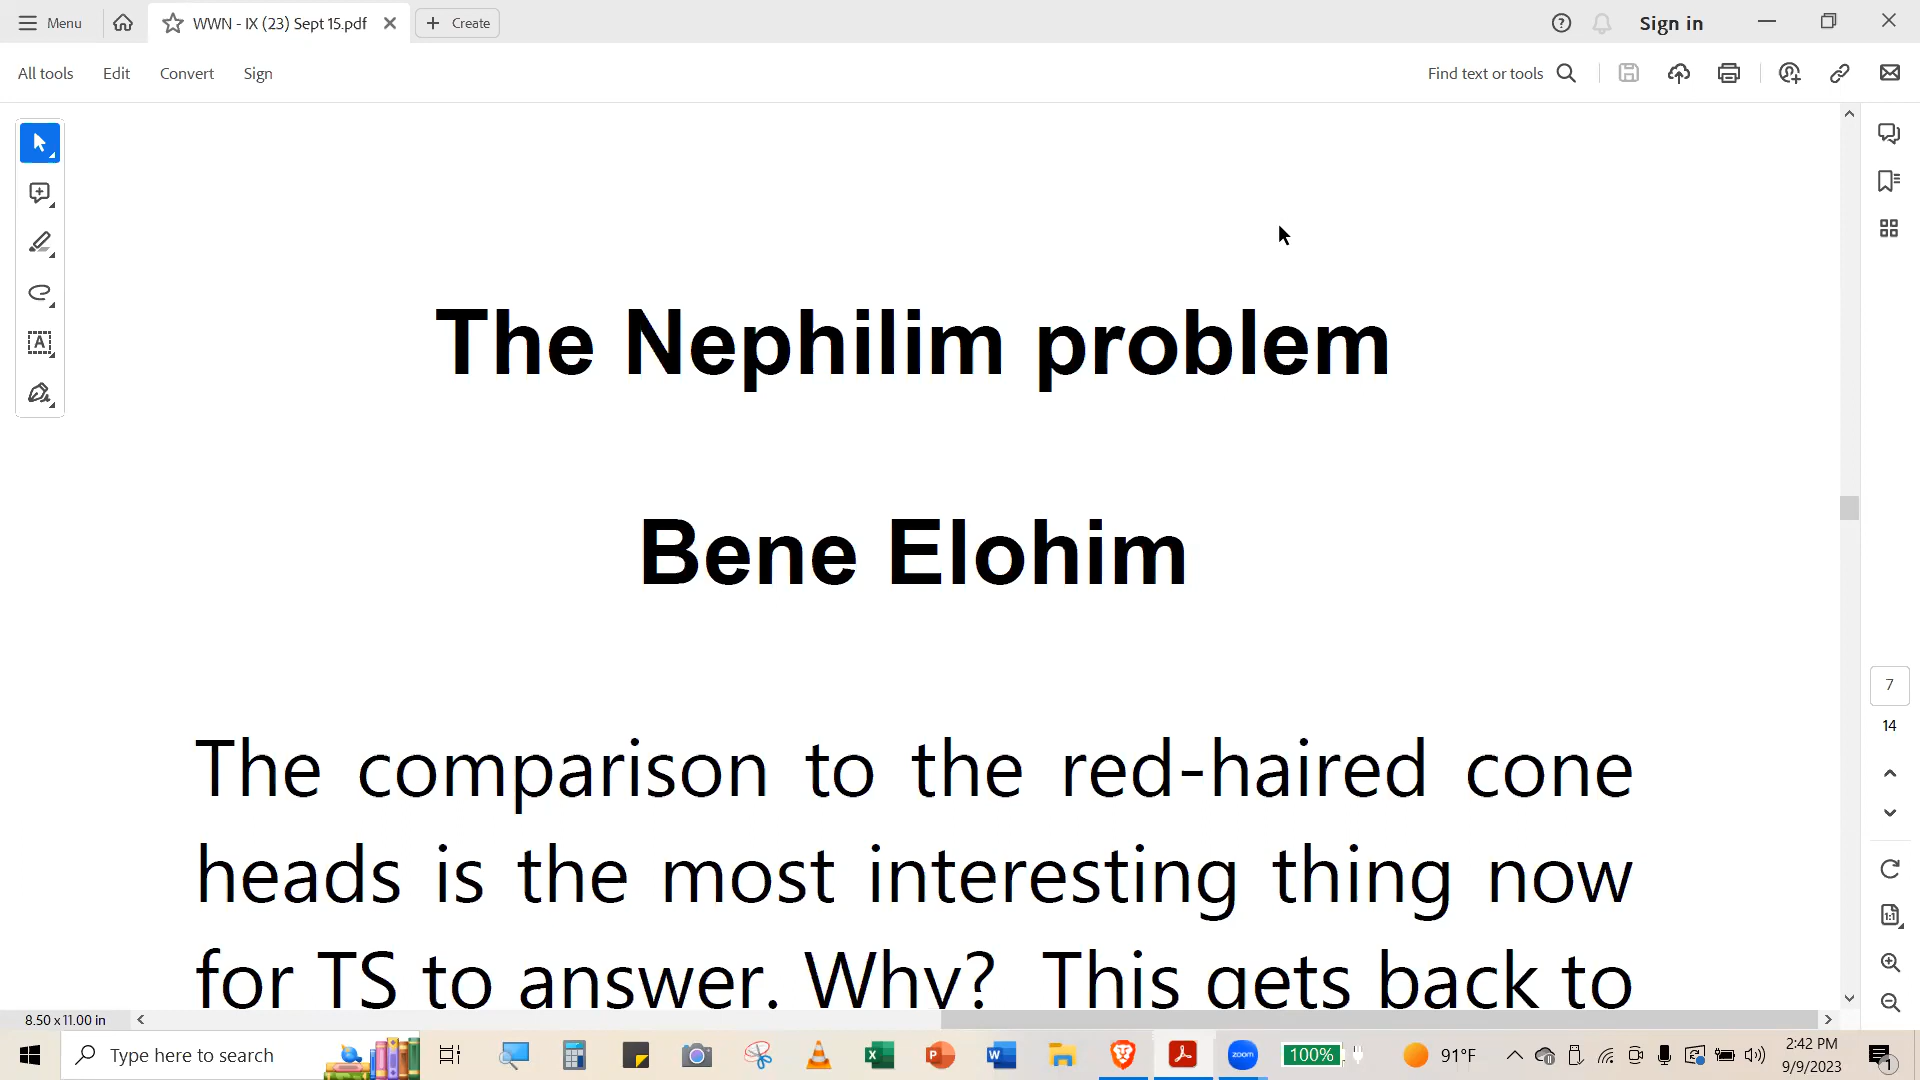 Menu
WWN - IX (23) Sept 15.pdf
Create
Sign in
All tools
Edit
Convert
Sign
Find text or tools
The Nephilim problem
Bene Elohim
The comparison to the red-haired cone
heads is the most interesting thing now
for TS to answer. Why? This gets back to
7
14
8.50 x 11.00 in
Type here to search
zoom
100%
91°F
2:42 PM
9/9/2023
1